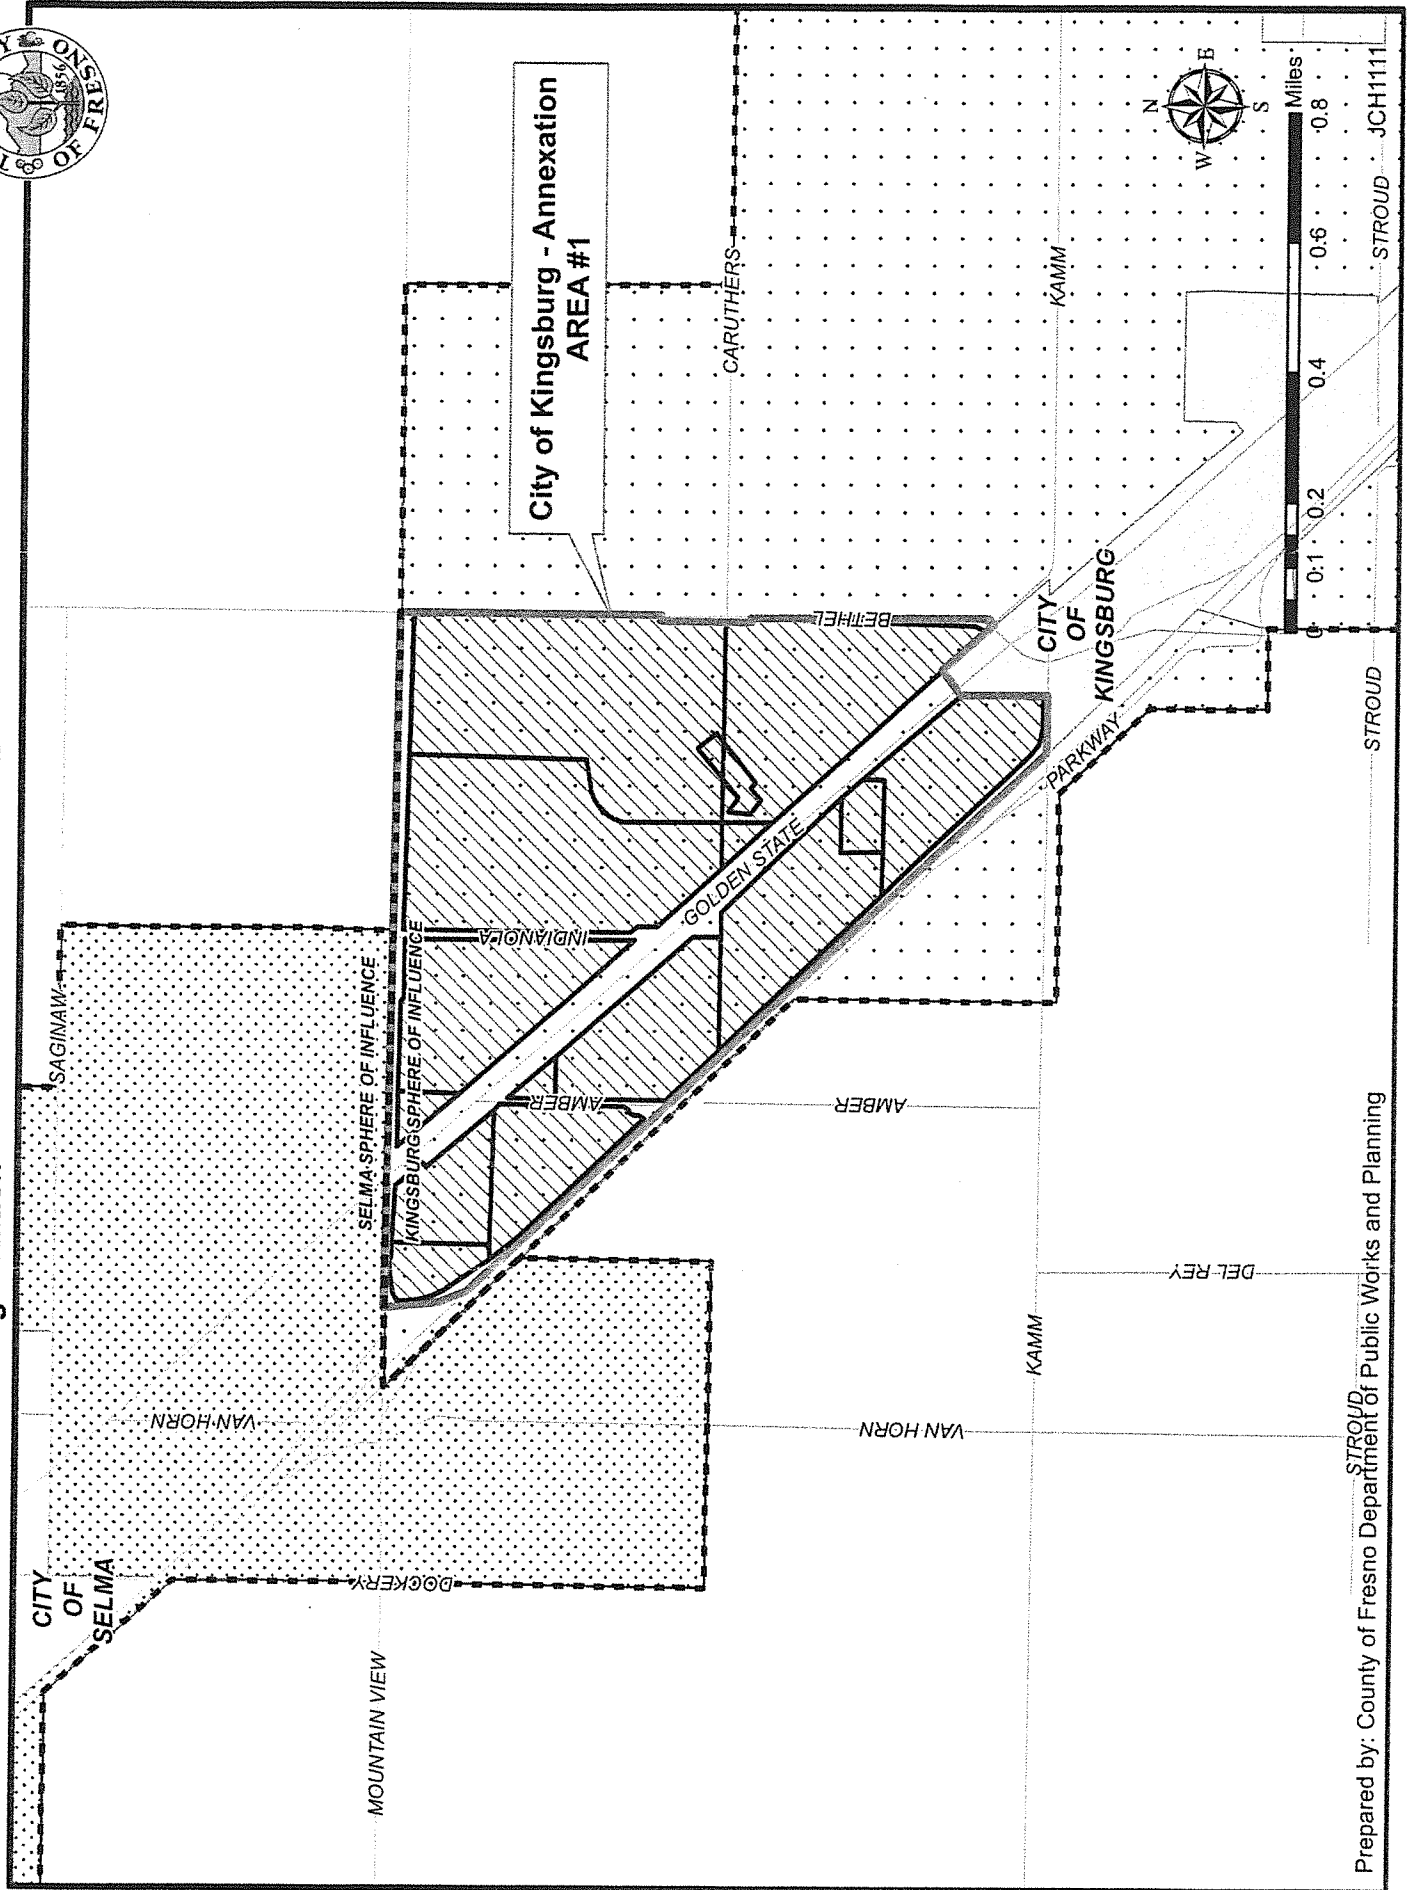 Y
ONS
1856
L
OF FRE
City of Kingsburg - Annexation
AREA #1
SAGINAW
SELMA SPHERE OF INFLUENCE
KINGSBURG SPHERE OF INFLUENCE
INDIANOLA
BETHEL
CARUTHERS
GOLDEN STATE
AMBER
AMBER
KAMM
CITY
OF
KINGSBURG
PARKWAY
CITY
OF
SELMA
VAN HORN
DOCKERY
MOUNTAIN VIEW
VAN HORN
KAMM
DEL REY
STROUD
STROUD
STROUD
N
W
E
S
Miles
0
0.1
0.2
0.4
0.6
0.8
JCH1111
Prepared by: County of Fresno Department of Public Works and Planning